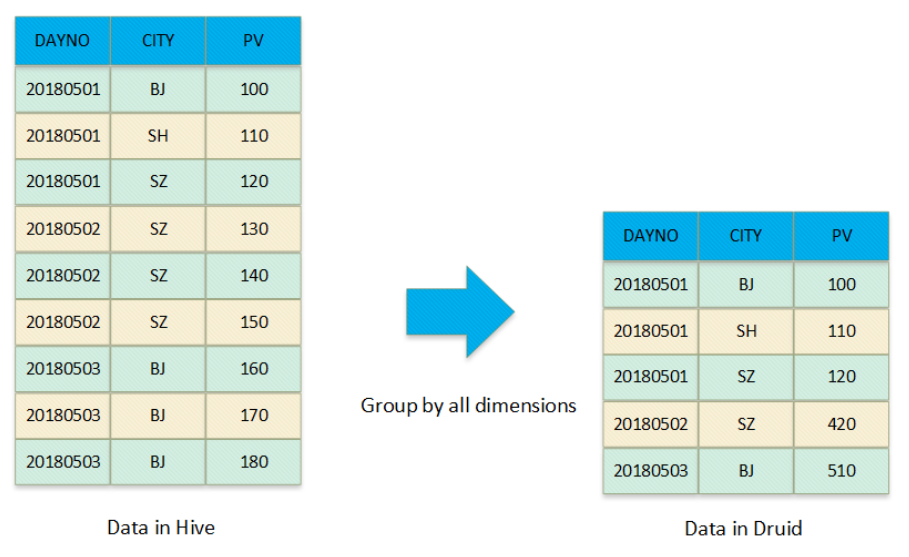 DAYNO CITY PV
20180501 BJ 100
20180501 SH 110
20180501 SZ 120
20180502 SZ 130
20180502 SZ 140
20180502 SZ 150
20180503 BJ 160
20180503 BJ 170
20180503 BJ 180
Data in Hive
Group by all dimensions
DAYNO CITY PV
20180501 BJ 100
20180501 SH 110
20180501 SZ 120
20180502 SZ 420
20180503 BJ 510
Data in Druid